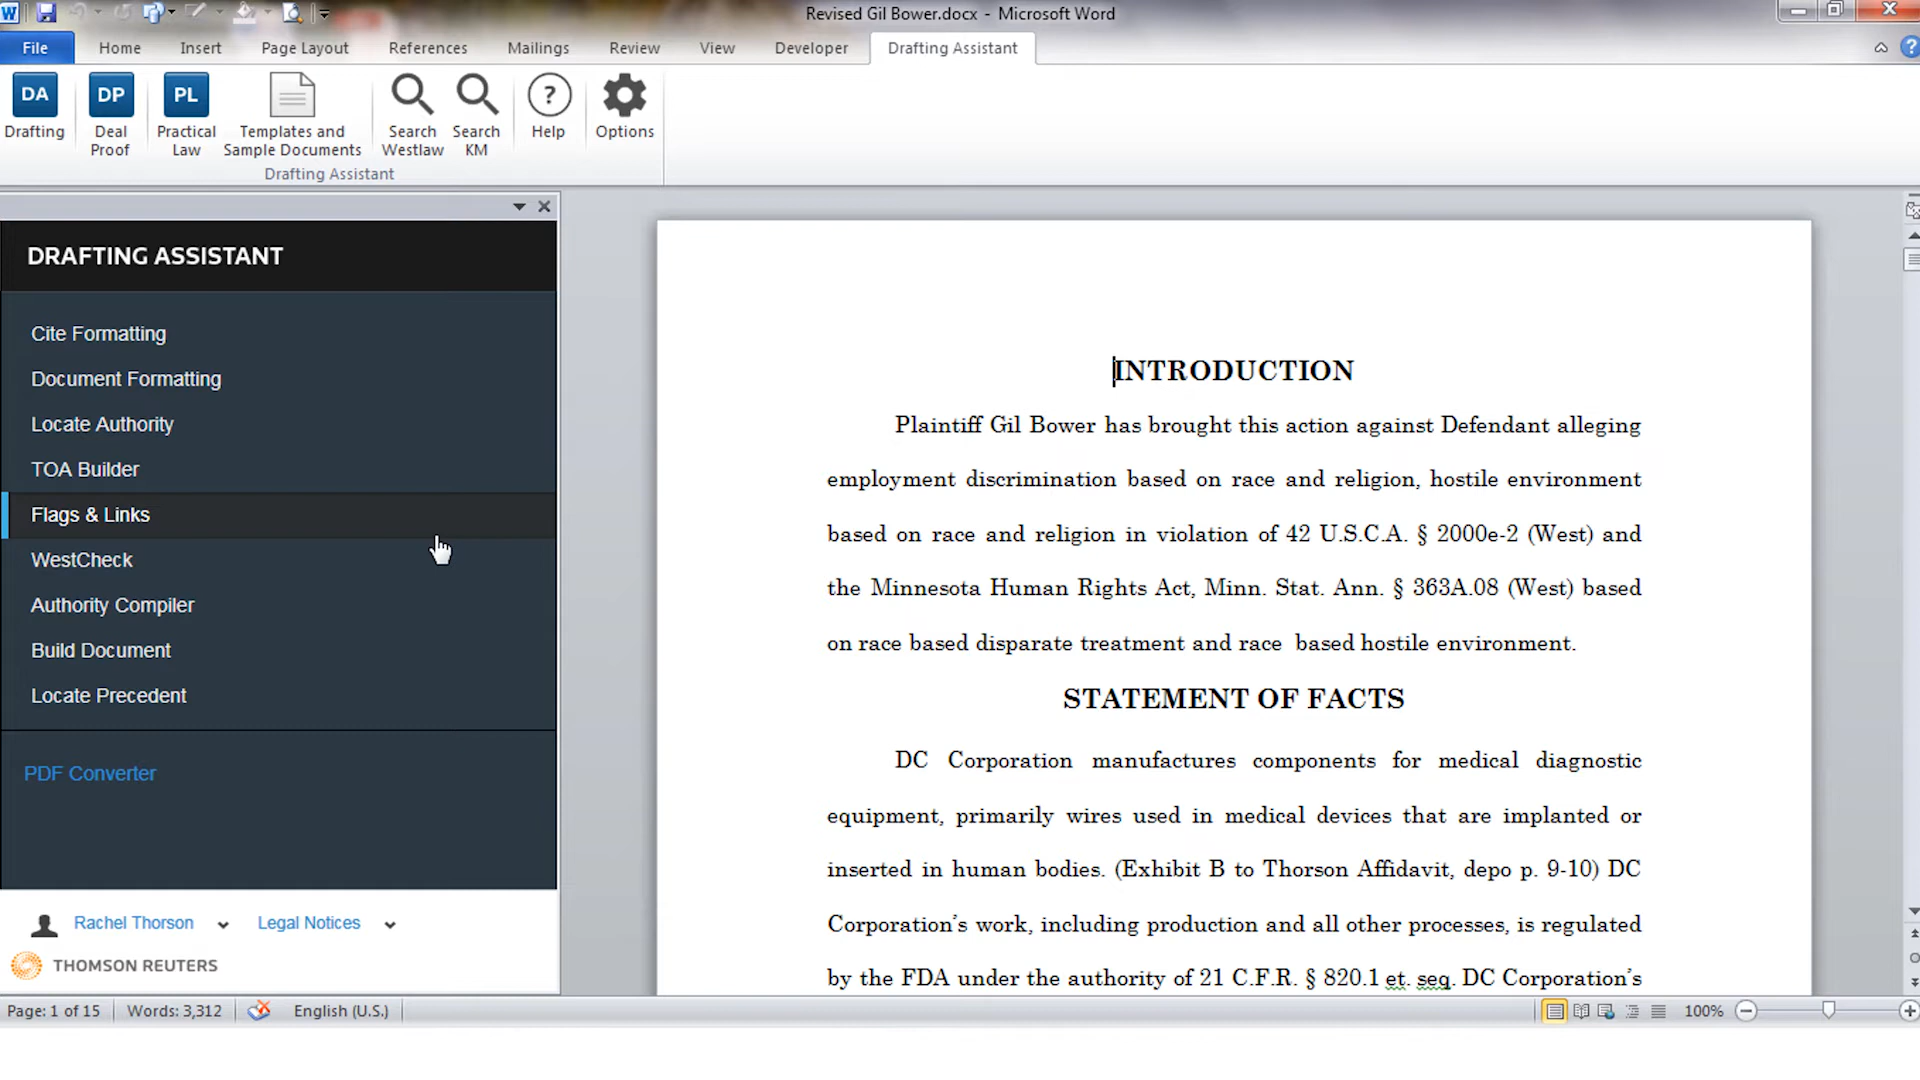 Revised Gil Bower.docx - Microsoft Word
File Home Insert Page Layout References Mailings Review View Developer Drafting Assistant
DA DP PL
Drafting Deal Proof Practical Law Templates and Sample Documents Search Westlaw Search KM Help Options
Drafting Assistant
DRAFTING ASSISTANT
Cite Formatting
Document Formatting
Locate Authority
TOA Builder
Flags & Links
WestCheck
Authority Compiler
Build Document
Locate Precedent
PDF Converter
Rachel Thorson Legal Notices
THOMSON REUTERS
INTRODUCTION
Plaintiff Gil Bower has brought this action against Defendant alleging
employment discrimination based on race and religion, hostile environment
based on race and religion in violation of 42 U.S.C.A. § 2000e-2 (West) and
the Minnesota Human Rights Act, Minn. Stat. Ann. § 363A.08 (West) based
on race based disparate treatment and race  based hostile environment.
STATEMENT OF FACTS
DC Corporation manufactures components for medical diagnostic
equipment, primarily wires used in medical devices that are implanted or
inserted in human bodies. (Exhibit B to Thorson Affidavit, depo p. 9-10) DC
Corporation's work, including production and all other processes, is regulated
by the FDA under the authority of 21 C.F.R. § 820.1 et. seq. DC Corporation's
Page: 1 of 15 Words: 3,312 English (U.S.) 100%